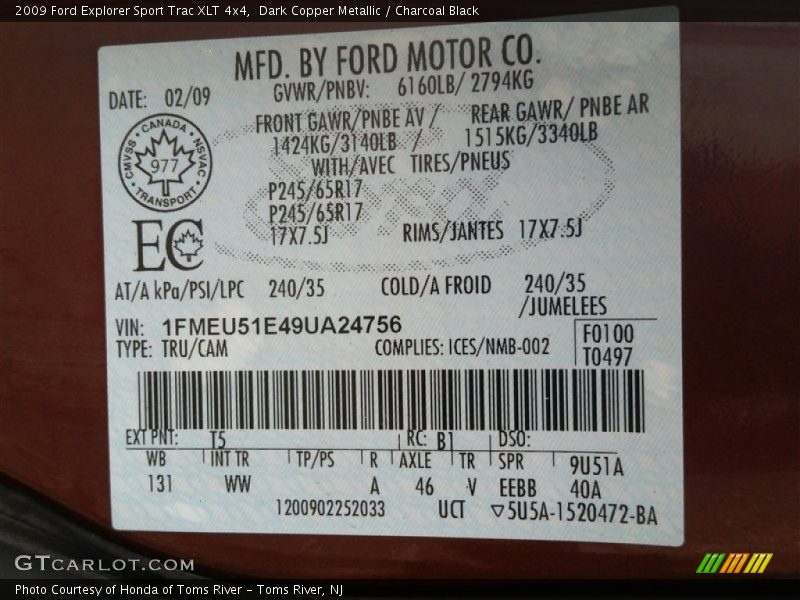 2009 Ford Explorer Sport Trac XLT 4x4,  Dark Copper Metallic / Charcoal Black
MFD. BY FORD MOTOR CO.
DATE: 02/09
GVWR/PNBV: 6160LB/ 2794KG
FRONT GAWR/PNBE AV / REAR GAWR/ PNBE AR
1424KG/3140LB / 1515KG/3340LB
WITH/AVEC TIRES/PNEUS
CANADA
CMVSS 977 NSVAC
TRANSPORT
P245/65R17
P245/65R17
17X7.5J RIMS/JANTES 17X7.5J
EC
AT/A kPa/PSI/LPC 240/35 COLD/A FROID 240/35
/JUMELEES
VIN: 1FMEU51E49UA24756
F0100
TYPE: TRU/CAM COMPLIES: ICES/NMB-002
T0497
EXT PNT: T5 RC: B1 DSO:
WB INT TR TP/PS R AXLE TR SPR 9U51A
131 WW A 46 V EEBB 40A
1200902252033 UCT ▽5U5A-1520472-BA
GTCARLOT.COM
Photo Courtesy of Honda of Toms River - Toms River, NJ